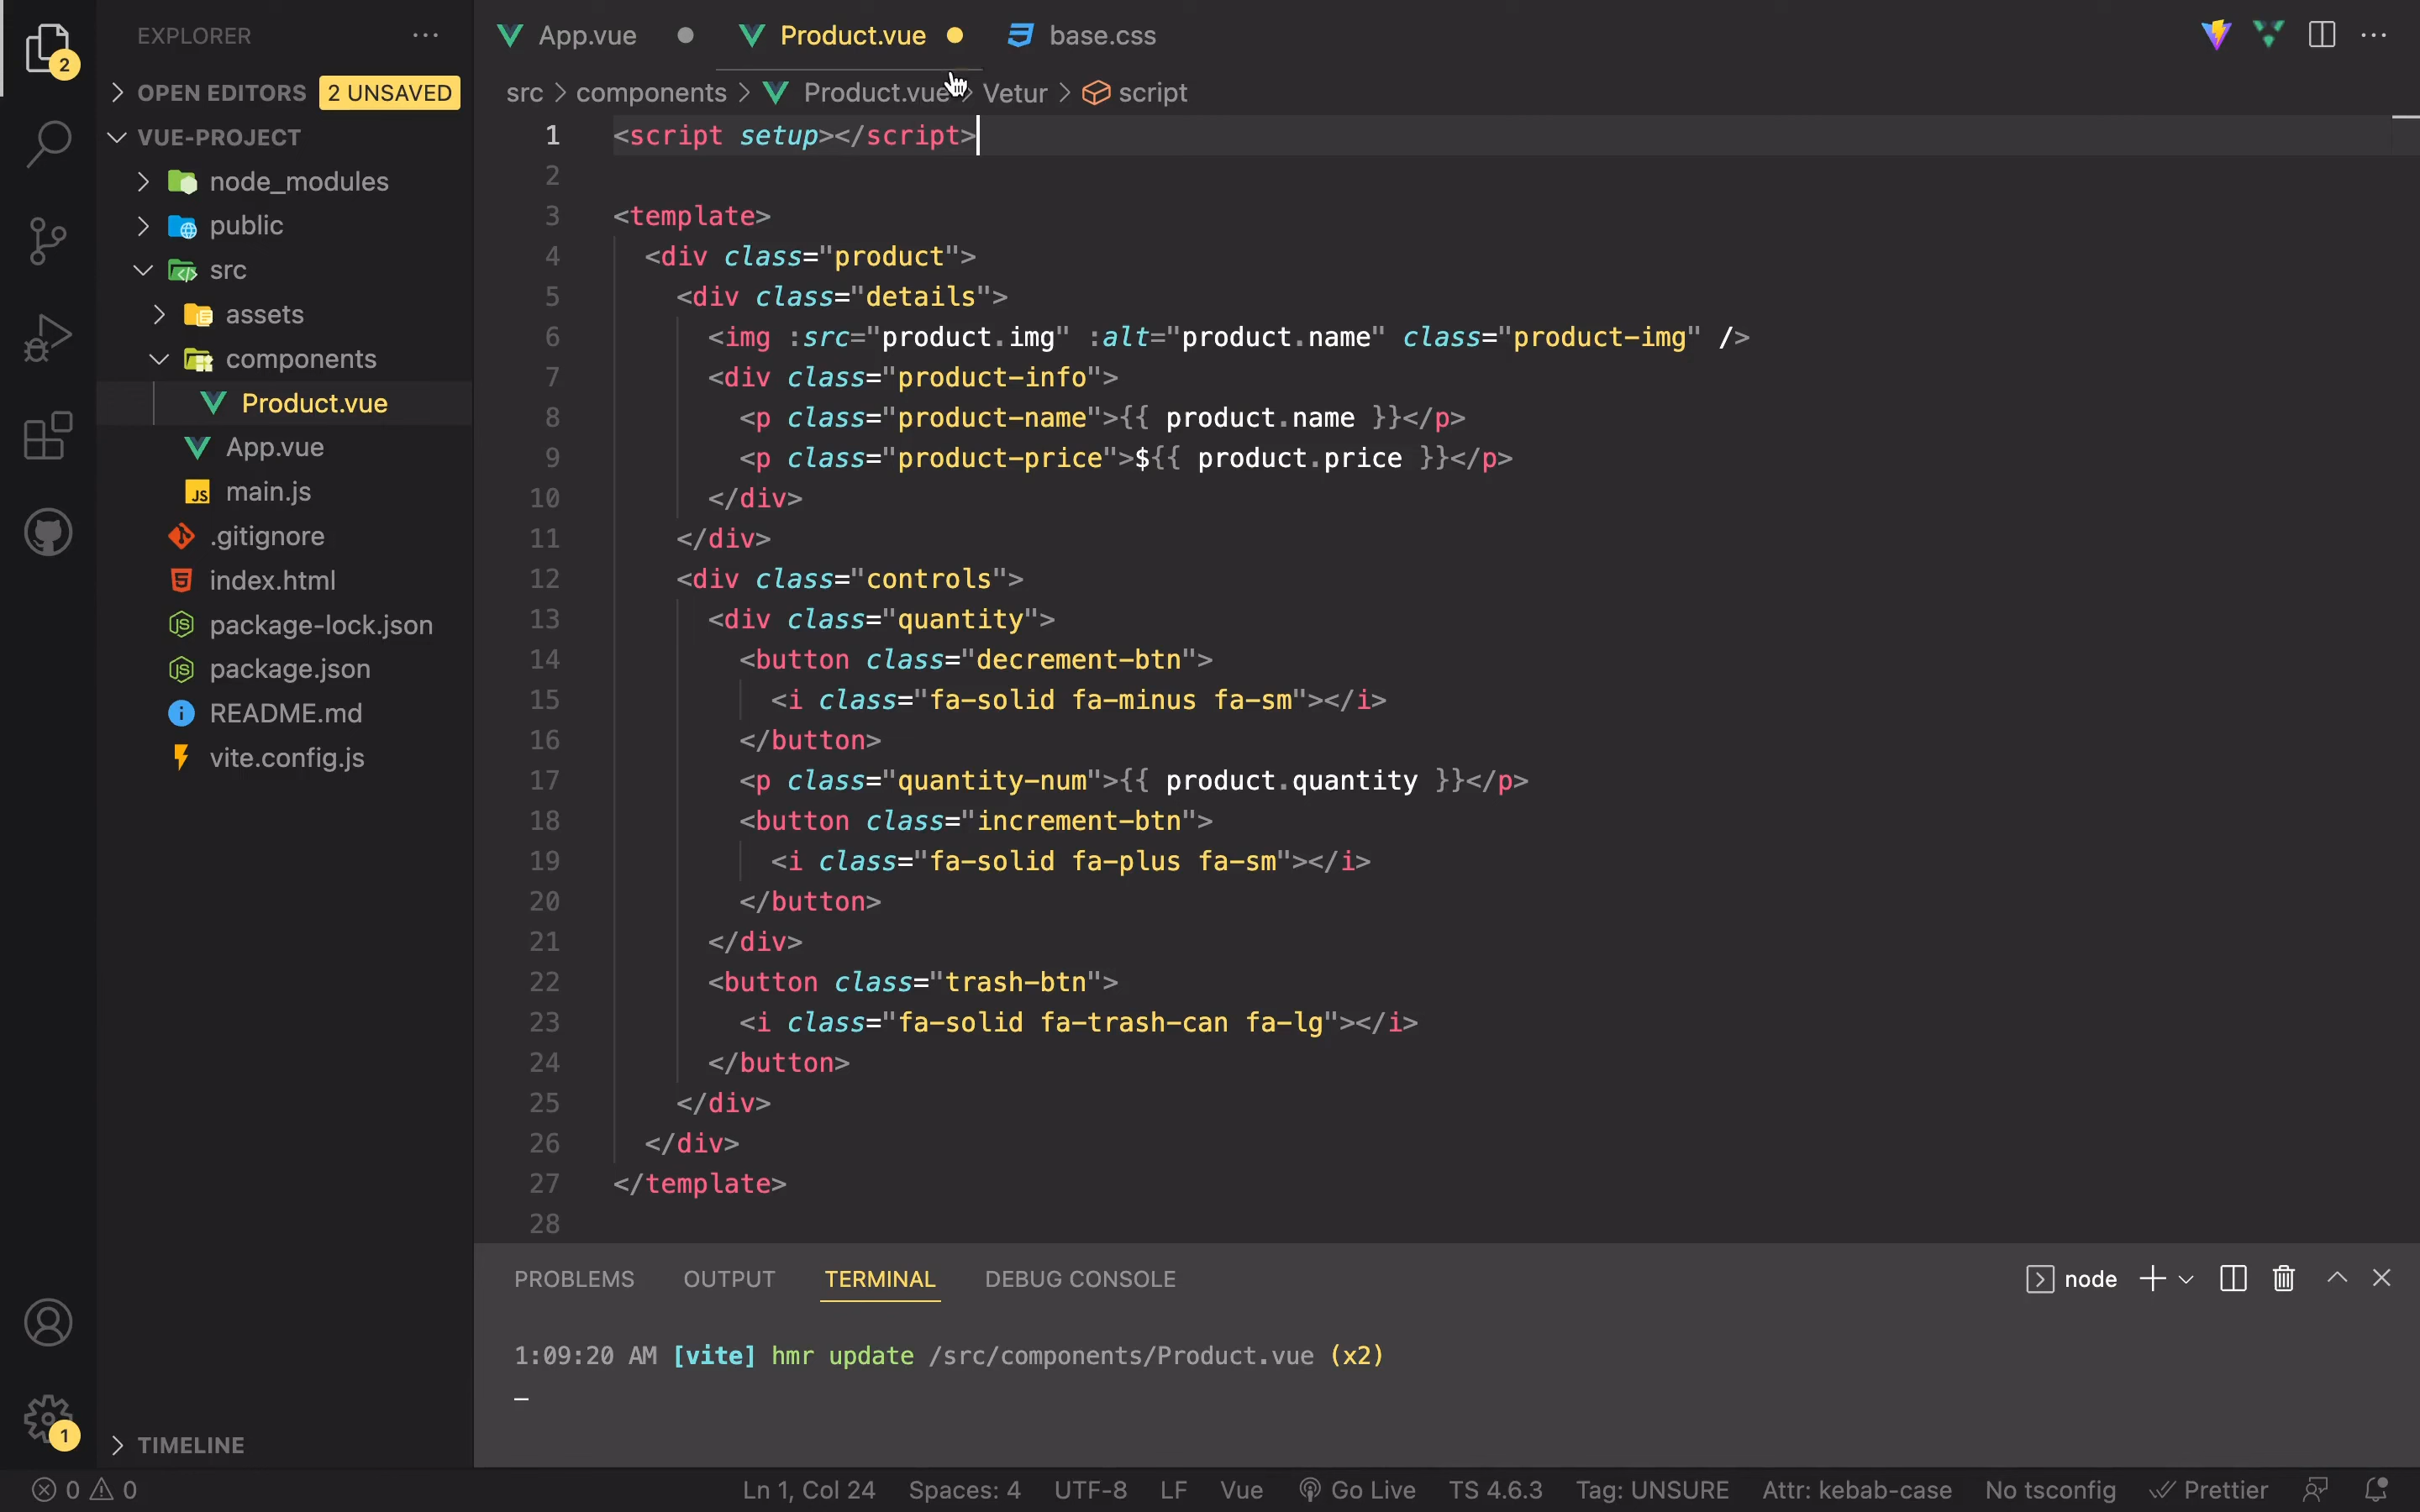 EXPLORER
2
OPEN EDITORS 2 UNSAVED
VUE-PROJECT
node_modules
public
src
assets
components
Product.vue
App.vue
JS main.js
.gitignore
5 index.html
JS package-lock.json
JS package.json
i README.md
vite.config.js
1
TIMELINE
App.vue Product.vue base.css
src > components > Product.vue > Vetur > script
1 <script setup></script>
2
3 <template>
4 <div class="product">
5 <div class="details">
6 <img :src="product.img" :alt="product.name" class="product-img" />
7 <div class="product-info">
8 <p class="product-name">{{ product.name }}</p>
9 <p class="product-price">${{ product.price }}</p>
10 </div>
11 </div>
12 <div class="controls">
13 <div class="quantity">
14 <button class="decrement-btn">
15 <i class="fa-solid fa-minus fa-sm"></i>
16 </button>
17 <p class="quantity-num">{{ product.quantity }}</p>
18 <button class="increment-btn">
19 <i class="fa-solid fa-plus fa-sm"></i>
20 </button>
21 </div>
22 <button class="trash-btn">
23 <i class="fa-solid fa-trash-can fa-lg"></i>
24 </button>
25 </div>
26 </div>
27 </template>
28
PROBLEMS OUTPUT TERMINAL DEBUG CONSOLE node
1:09:20 AM [vite] hmr update /src/components/Product.vue (x2)
0 0 Ln 1, Col 24 Spaces: 4 UTF-8 LF Vue Go Live TS 4.6.3 Tag: UNSURE Attr: kebab-case No tsconfig Prettier